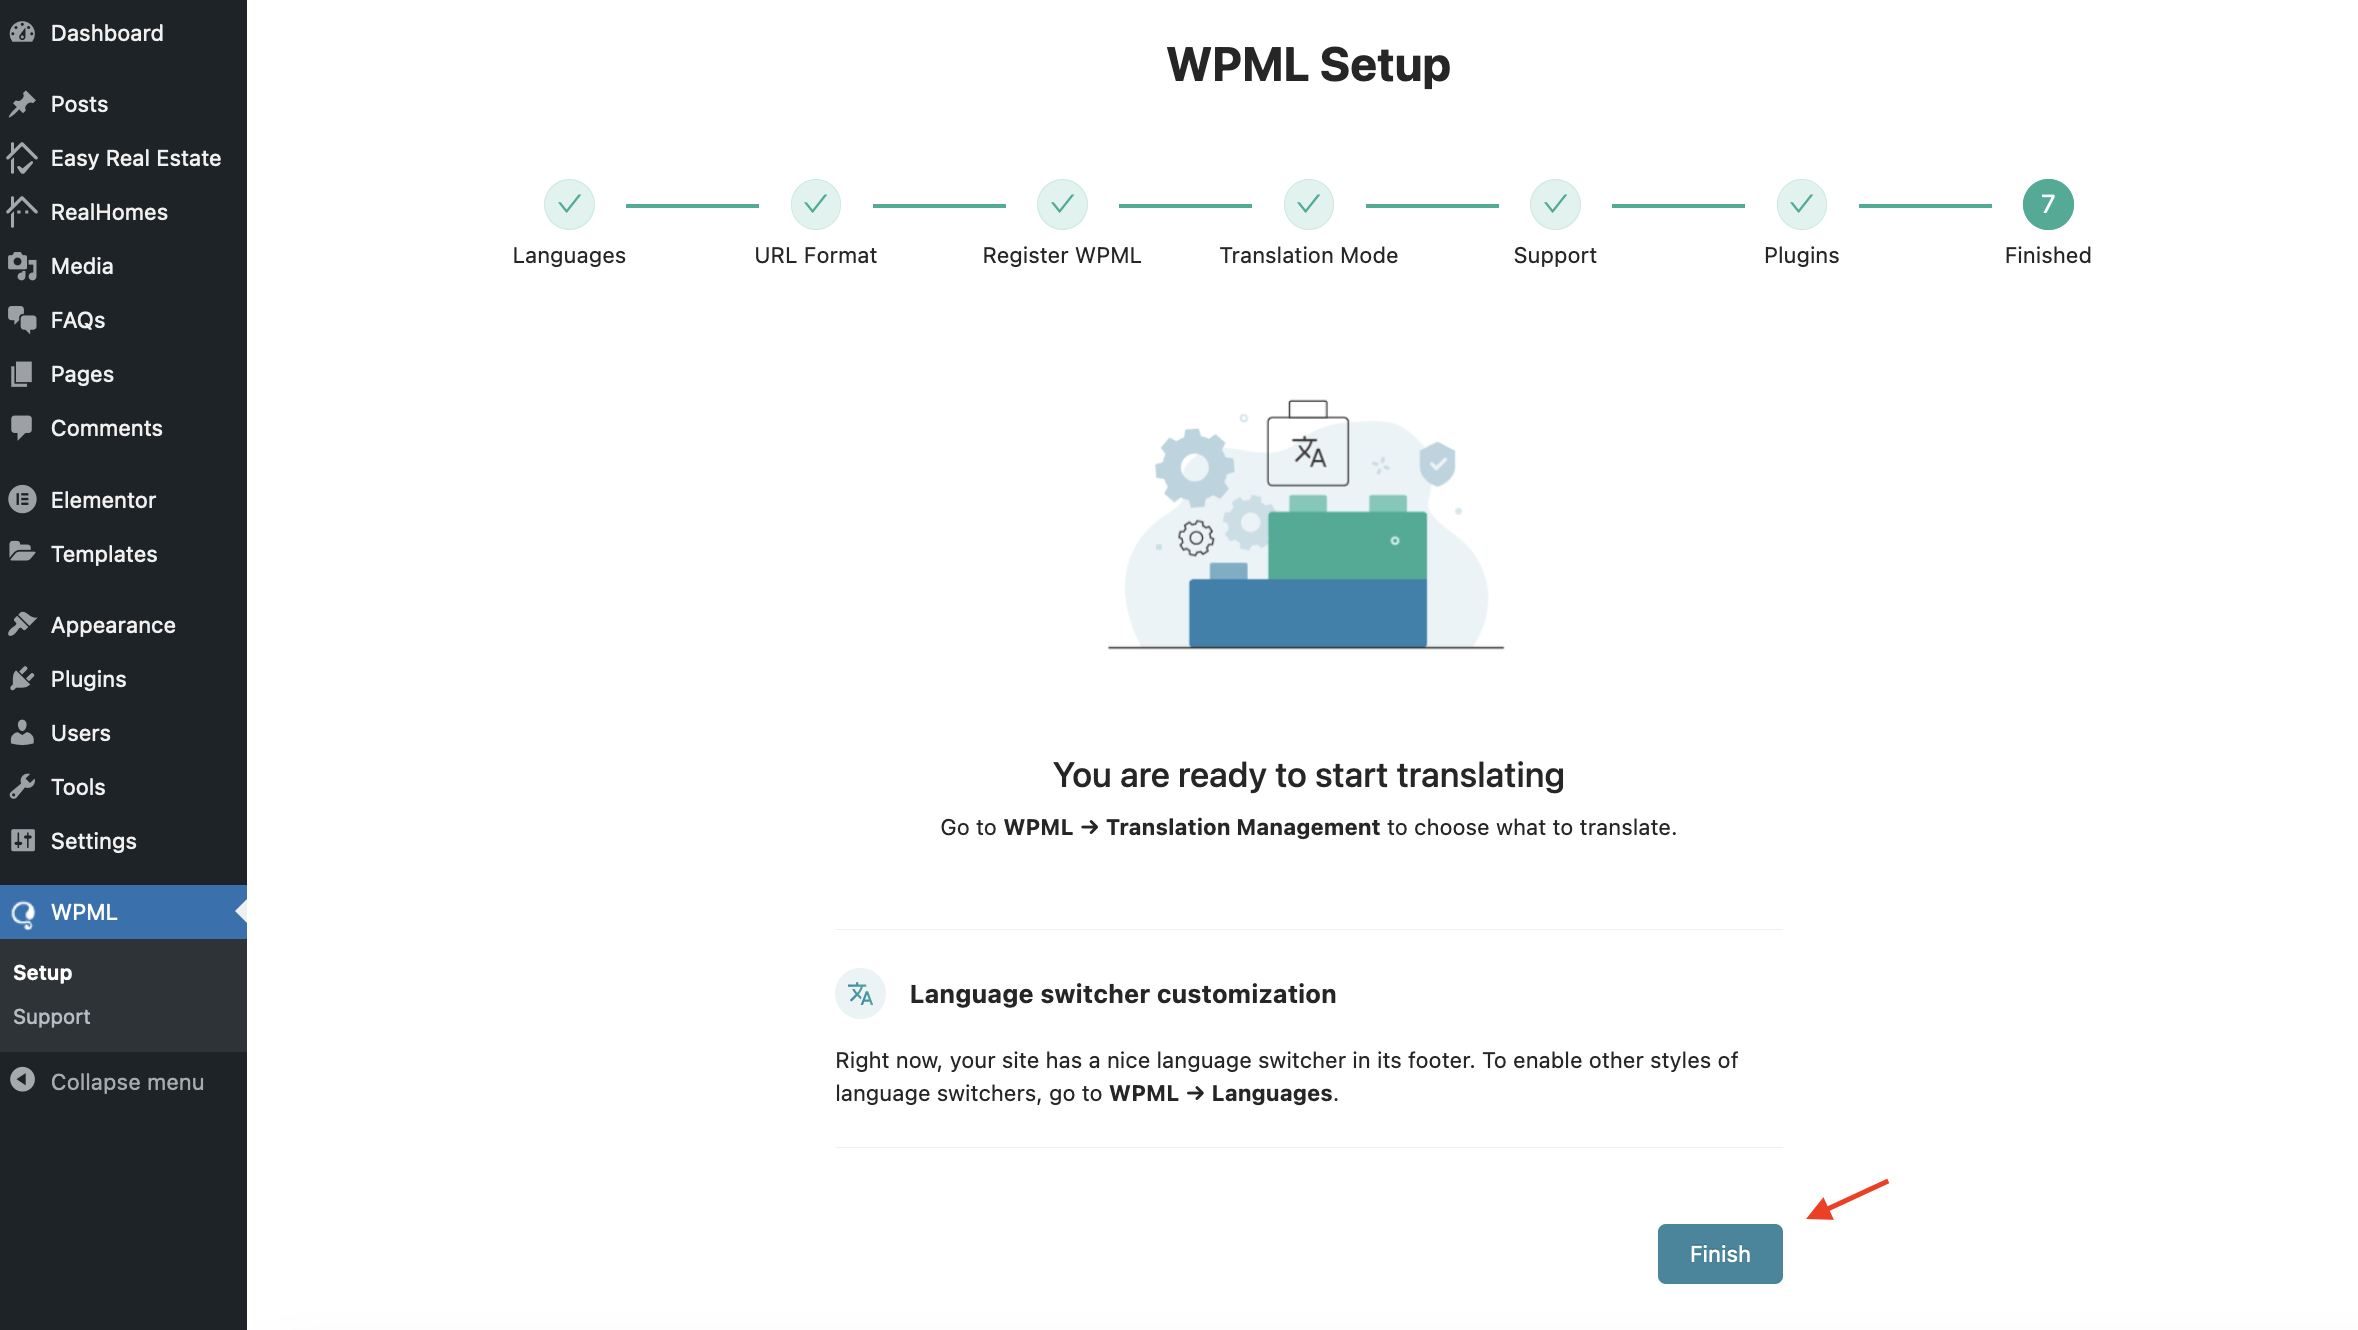 Dashboard
Posts
Easy Real Estate
RealHomes
Media
FAQs
Pages
Comments
Elementor
Templates
Appearance
Plugins
Users
Tools
Settings
WPML
Setup
Support
Collapse menu
WPML Setup
7
Languages URL Format Register WPML Translation Mode Support Plugins Finished
文A
You are ready to start translating
Go to WPML → Translation Management to choose what to translate.
文A Language switcher customization
Right now, your site has a nice language switcher in its footer. To enable other styles of
language switchers, go to WPML → Languages.
Finish